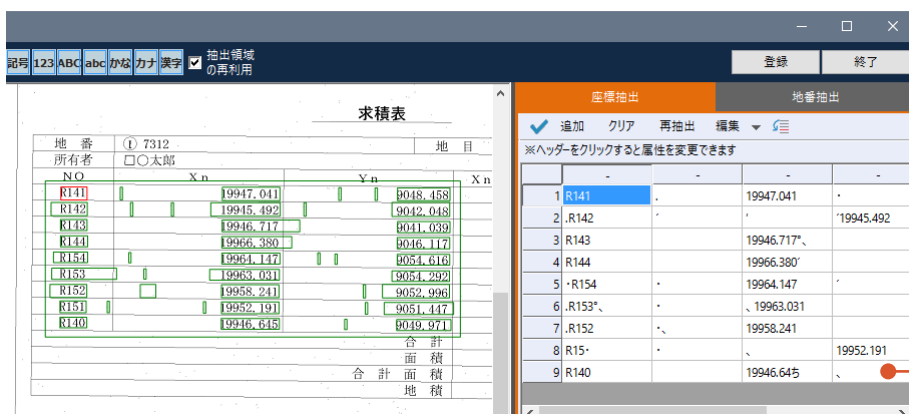 記号 123 ABC abc かな カナ 漢字 抽出領域の再利用 登録 終了
求積表
地 番 ① 7312 地 目
所有者 口○太郎
NO Xn Yn Xn
R141 19947.041 9048.458
R142 19945.492 9042.048
R143 19946.717 9041.039
R144 19966.380 9046.117
R154 19964.147 9054.616
R153 19963.031 9054.292
R152 19958.241 9052.996
R151 19952.191 9051.447
R140 19946.645 9049.971
合 計
面 積
合 計 面 積
地 積
座標抽出 地番抽出
追加 クリア 再抽出 編集
※ヘッダーをクリックすると属性を変更できます
- - - -
1 R141 . 19947.041 ・
2 .R142 ´ ′ ′19945.492
3 R143 19946.717°、
4 R144 19966.380′
5 ・R154 ・ 19964.147 ′
6 .R153°、 ・ 、19963.031
7 .R152 ・、 19958.241
8 R15・ ・ 、 19952.191
9 R140 19946.645 、